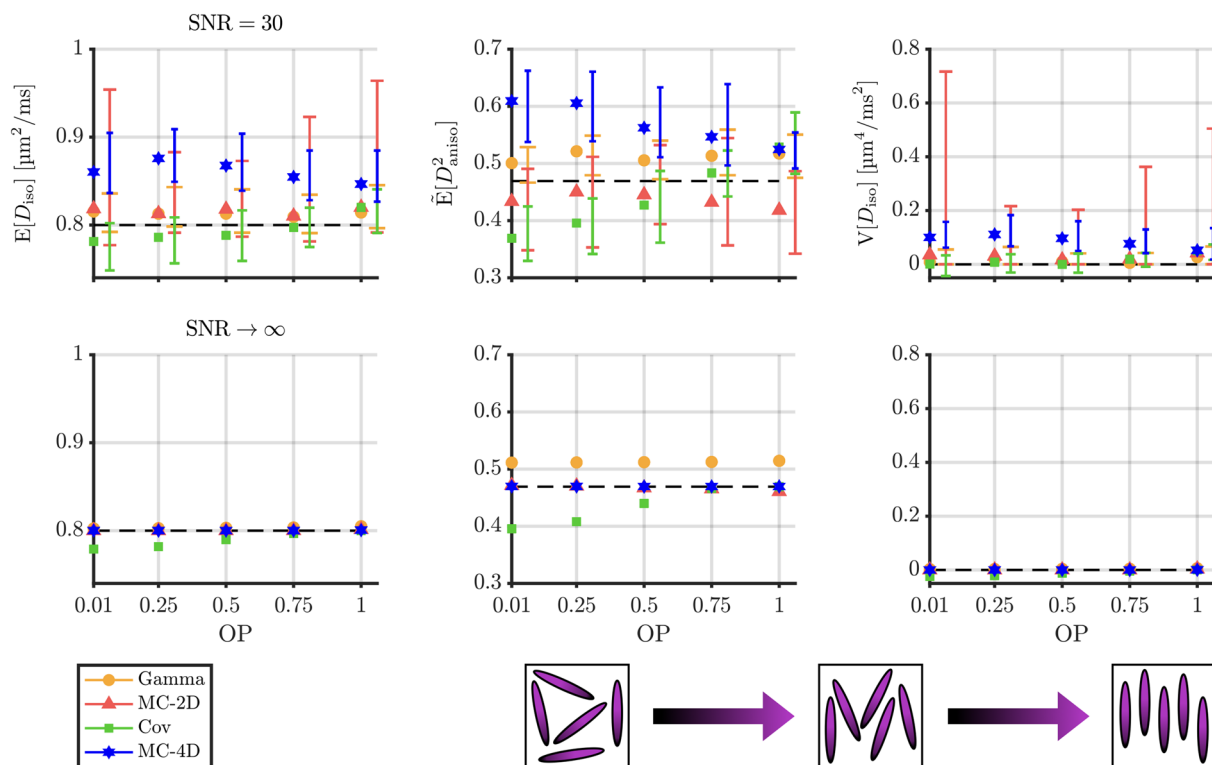 SNR = 30
E[D_iso] [µm²/ms]
1
0.9
0.8
Ẽ[D²_aniso]
0.7
0.6
0.5
0.4
0.3
V[D_iso] [µm⁴/ms²]
0.8
0.6
0.4
0.2
0
SNR → ∞
1
0.9
0.8
0.01 0.25 0.5 0.75 1
OP
0.7
0.6
0.5
0.4
0.3
0.01 0.25 0.5 0.75 1
OP
0.8
0.6
0.4
0.2
0
0.01 0.25 0.5 0.75 1
OP
Gamma
MC-2D
Cov
MC-4D